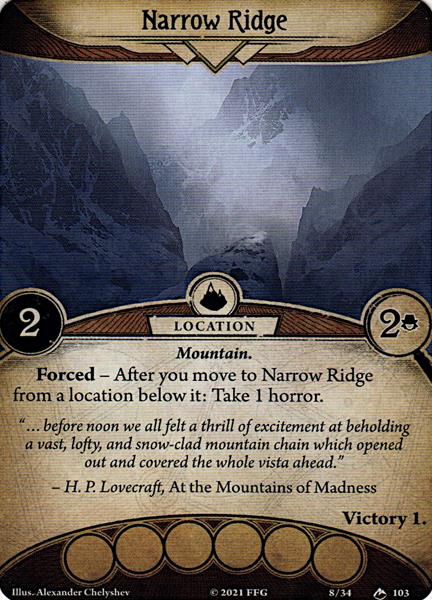 Narrow Ridge
2
2
LOCATION
Mountain.
Forced – After you move to Narrow Ridge
from a location below it: Take 1 horror.
“… before noon we all felt a thrill of excitement at beholding
a vast, lofty, and snow-clad mountain chain which opened
out and covered the whole vista ahead.”
– H. P. Lovecraft, At the Mountains of Madness
Victory 1.
Illus. Alexander Chelyshev © 2021 FFG 8/34 103